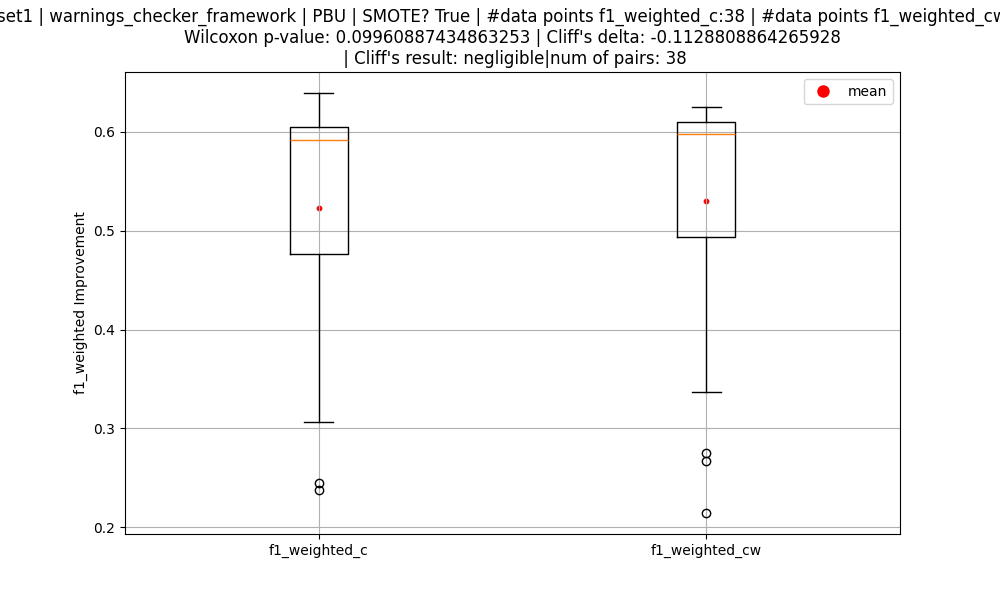 set1 | warnings_checker_framework | PBU | SMOTE? True | #data points f1_weighted_c:38 | #data points f1_weighted_cw
Wilcoxon p-value: 0.09960887434863253 | Cliff's delta: -0.1128808864265928
| Cliff's result: negligible|num of pairs: 38
mean
0.6
0.5
0.4
0.3
0.2
f1_weighted Improvement
f1_weighted_c
f1_weighted_cw